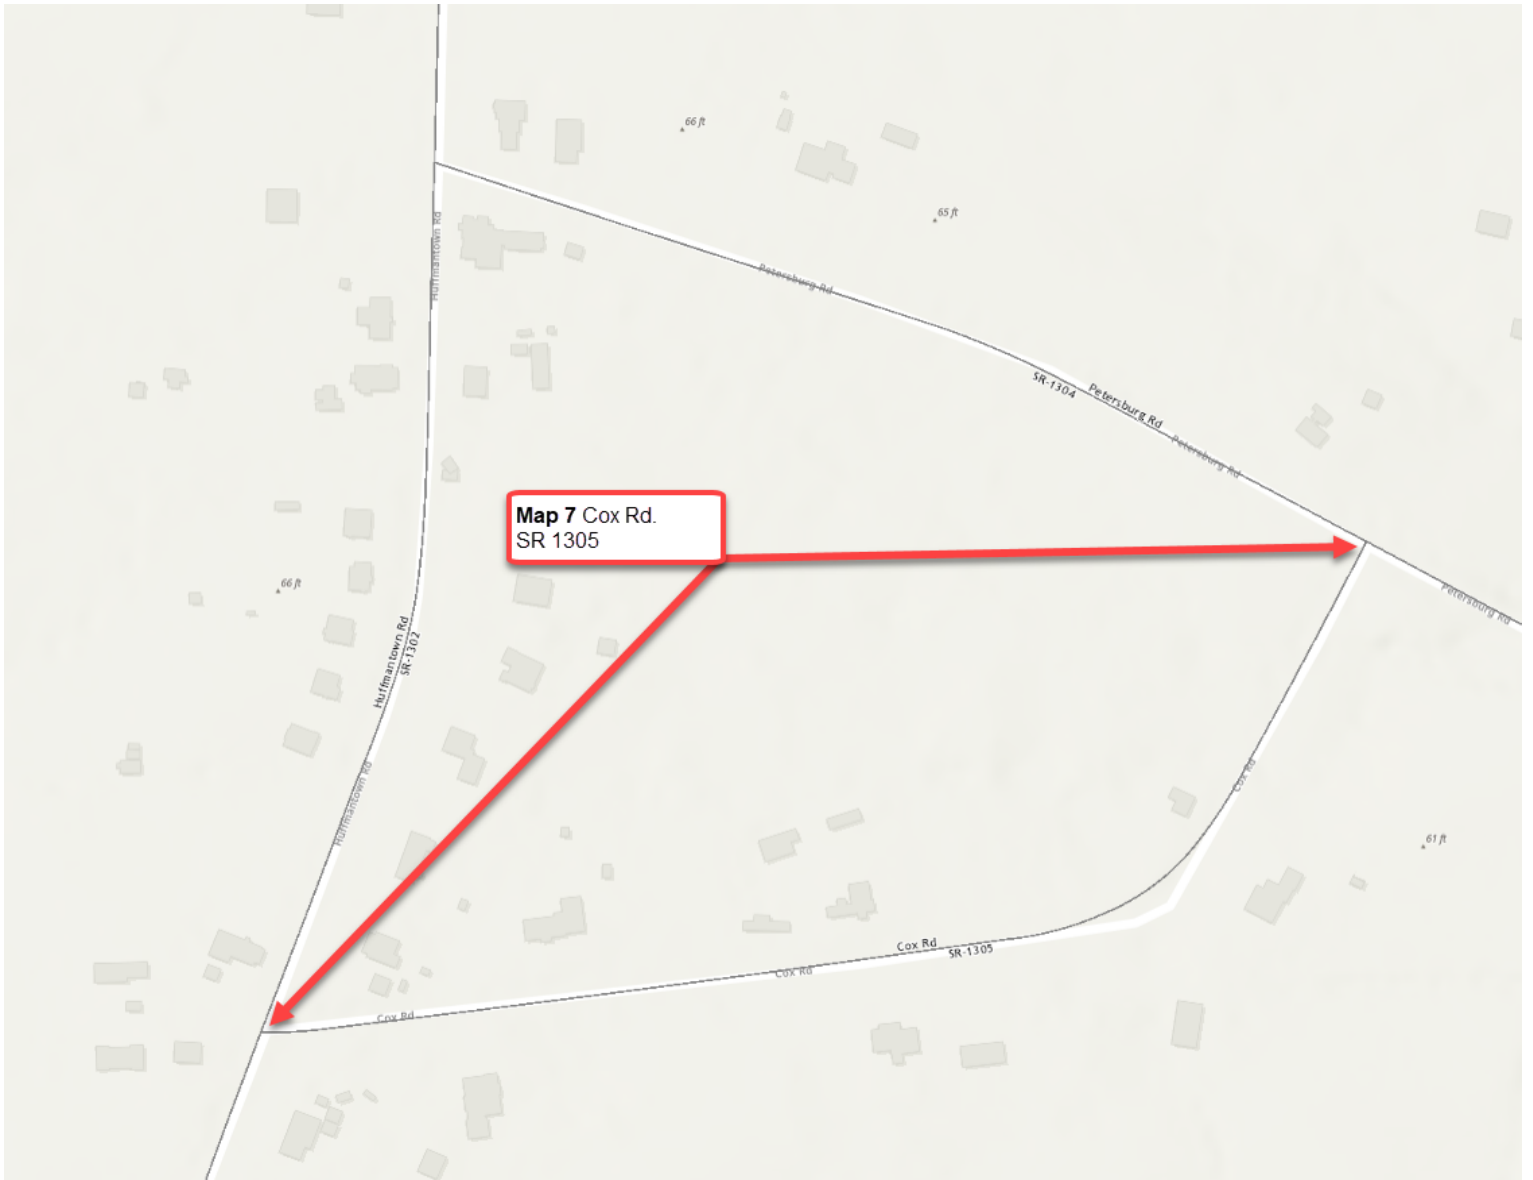 66 ft
65 ft
Huffmantown Rd
Petersburg Rd
SR-1304
Petersburg Rd
Petersburg Rd
Map 7 Cox Rd.
SR 1305
66 ft
Petersburg Rd
Huffmantown Rd
SR-1302
Huffmantown Rd
Cox Rd
61 ft
Cox Rd
SR-1305
Cox Rd
Cox Rd